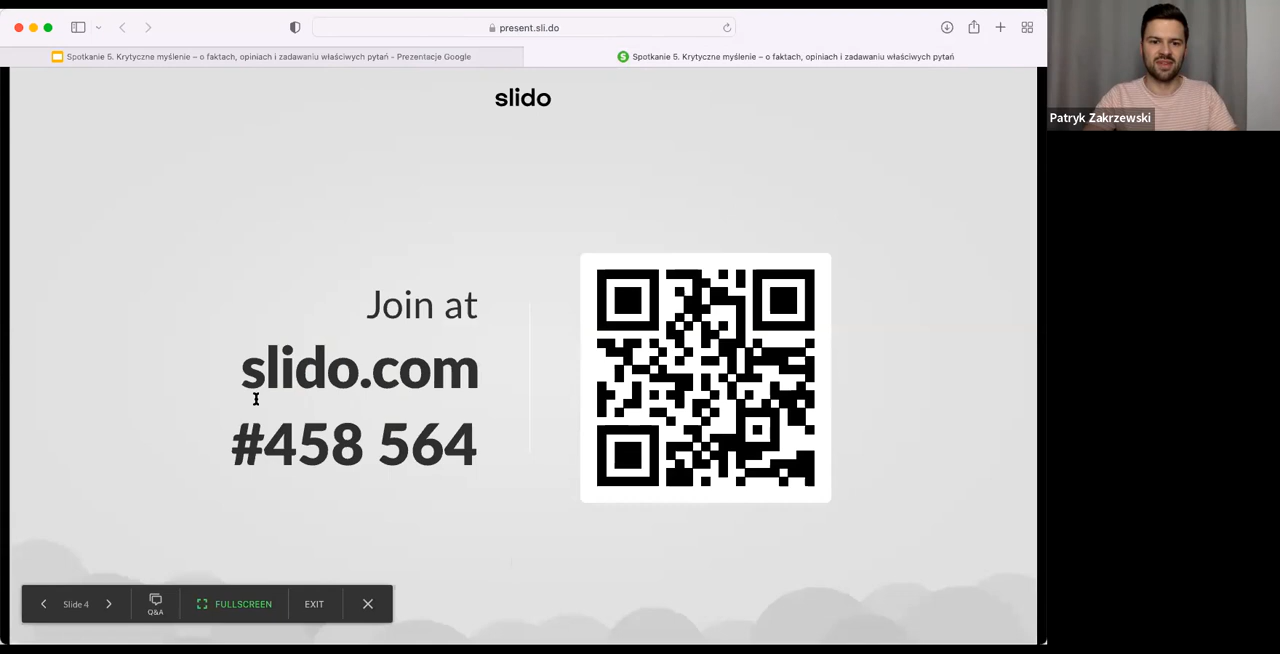 present.sli.do
Spotkanie 5. Krytyczne myślenie – o faktach, opiniach i zadawaniu właściwych pytań - Prezentacje Google
S Spotkanie 5. Krytyczne myślenie – o faktach, opiniach i zadawaniu właściwych pytań
Patryk Zakrzewski
slido
Join at
slido.com
#458 564
Slide 4
Q&A
FULLSCREEN
EXIT